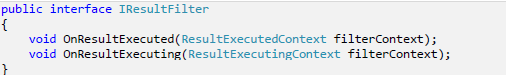 public interface IResultFilter
{
    void OnResultExecuted(ResultExecutedContext filterContext);
    void OnResultExecuting(ResultExecutingContext filterContext);
}